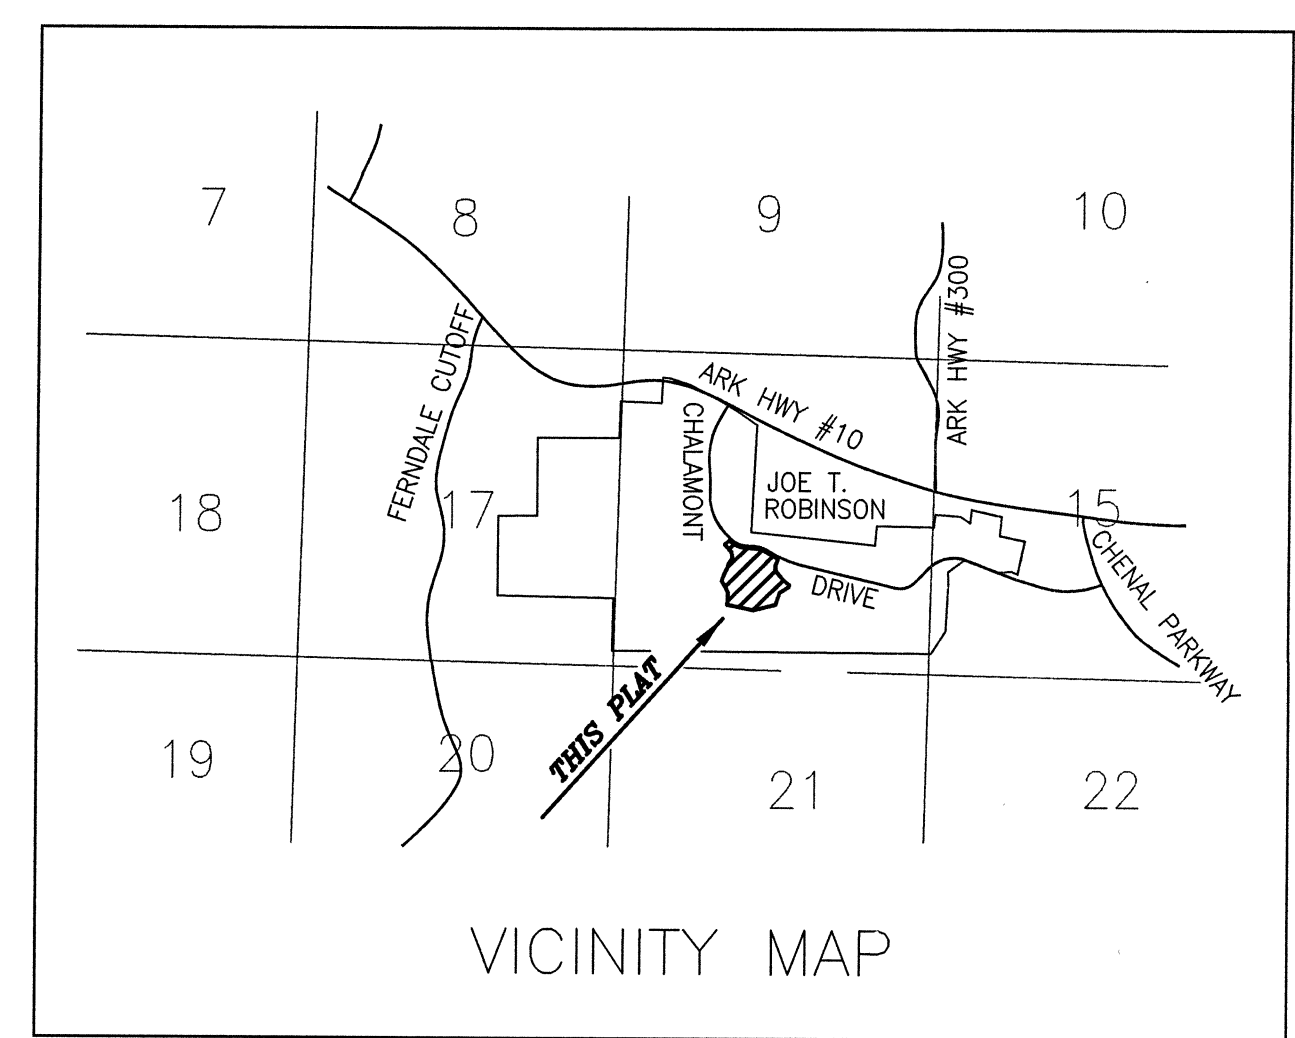 7
8
9
10
FERNDALE CUTOFF
ARK HWY #300
ARK HWY #10
CHALAMONT
JOE T.
ROBINSON
18
17
15
CHENAL PARKWAY
DRIVE
THIS PLAT
19
20
21
22
VICINITY MAP